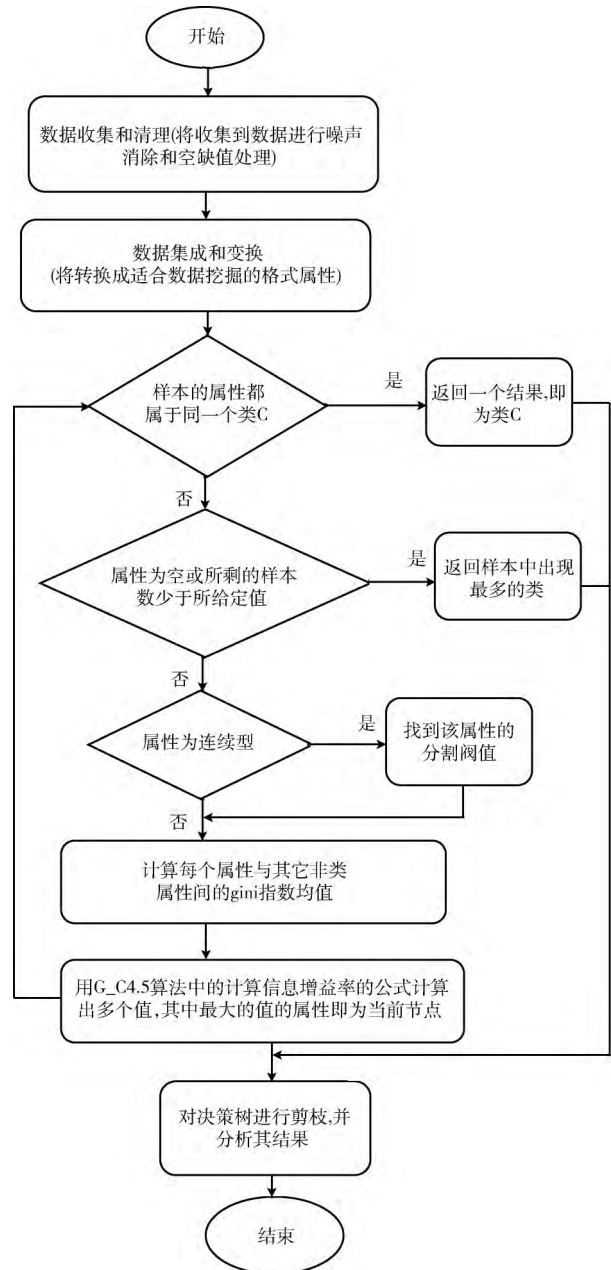 开始
数据收集和清理(将收集到数据进行噪声
消除和空缺值处理)
数据集成和变换
(将转换成适合数据挖掘的格式属性)
样本的属性都
属于同一个类C
是
返回一个结果,即
为类C
否
属性为空或所剩的样本
数少于所给定值
是
返回样本中出现
最多的类
否
属性为连续型
是
找到该属性的
分割阀值
否
计算每个属性与其它非类
属性间的gini指数均值
用G_C4.5算法中的计算信息增益率的公式计算
出多个值,其中最大的值的属性即为当前节点
对决策树进行剪枝,并
分析其结果
结束